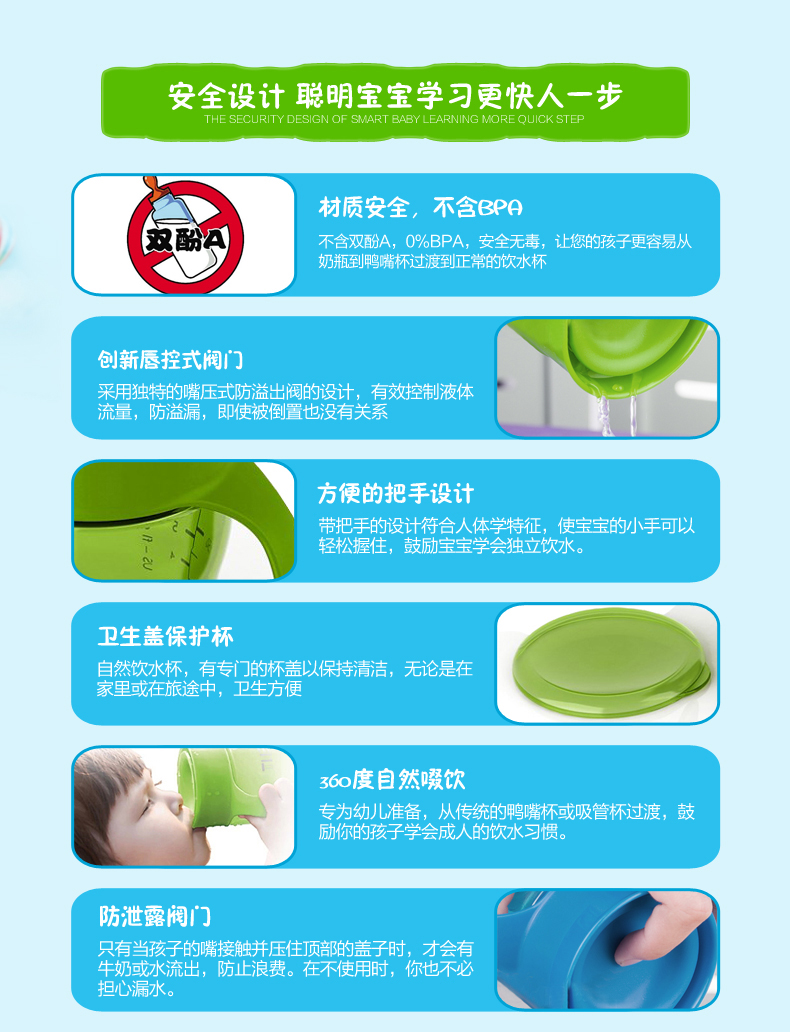 安全设计 聪明宝宝学习更快人一步
THE SECURITY DESIGN OF SMART BABY LEARNING MORE QUICK STEP
双酚A
材质安全，不含BPA
不含双酚A，0%BPA，安全无毒，让您的孩子更容易从
奶瓶到鸭嘴杯过渡到正常的饮水杯
创新唇控式阀门
采用独特的嘴压式防溢出阀的设计，有效控制液体
流量，防溢漏，即使被倒置也没有关系
方便的把手设计
带把手的设计符合人体学特征，使宝宝的小手可以
轻松握住，鼓励宝宝学会独立饮水。
卫生盖保护杯
自然饮水杯，有专门的杯盖以保持清洁，无论是在
家里或在旅途中，卫生方便
360度自然啜饮
专为幼儿准备，从传统的鸭嘴杯或吸管杯过渡，鼓
励你的孩子学会成人的饮水习惯。
防泄露阀门
只有当孩子的嘴接触并压住顶部的盖子时，才会有
牛奶或水流出，防止浪费。在不使用时，你也不必
担心漏水。